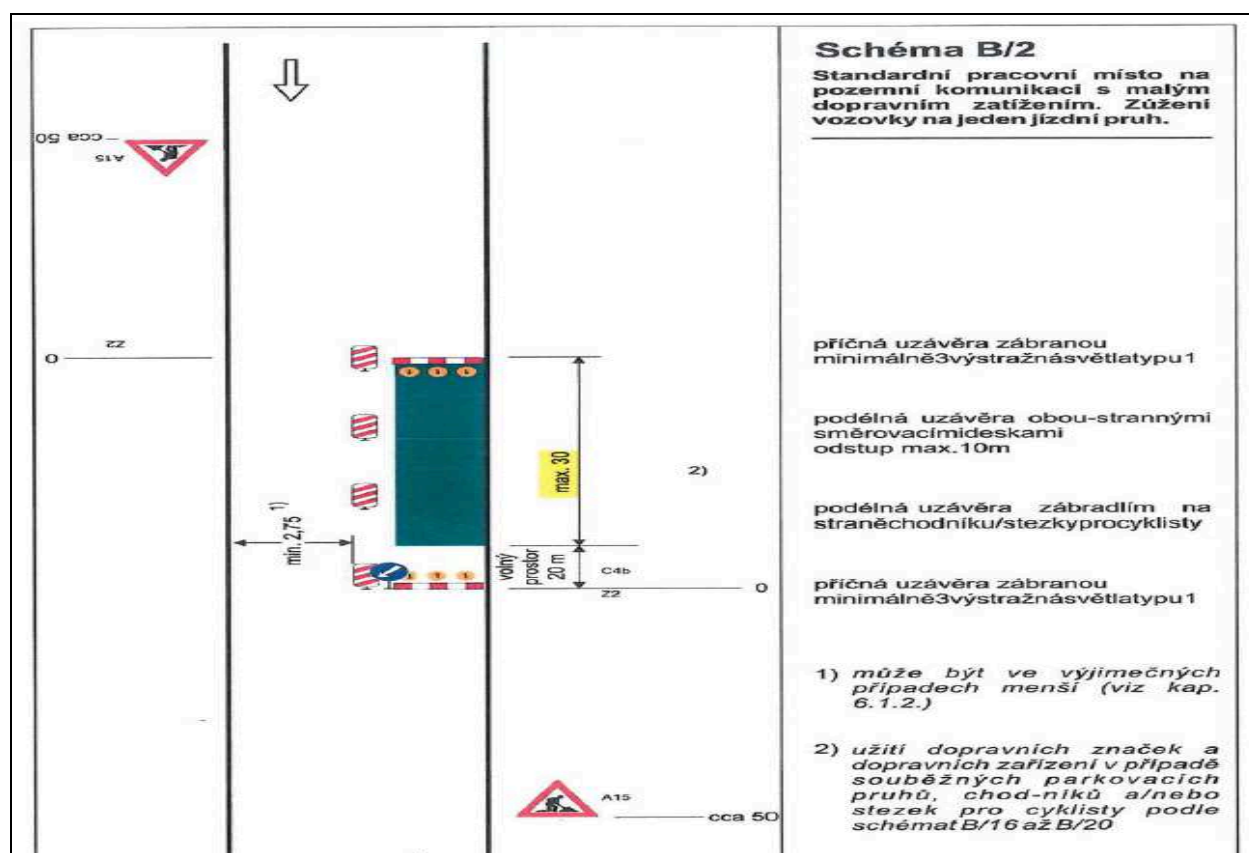 Schéma B/2
Standardní pracovní místo na
pozemní komunikaci s malým
dopravním zatížením. Zúžení
vozovky na jeden jízdní pruh.
cca 50
A15
0
Z2
příčná uzávěra zábranou
minimálně3výstražnásvětlatypu1
podélná uzávěra obou-strannými
směrovacímideskami
odstup max.10m
max. 30
2)
podélná uzávěra zábradlím na
straněchodníku/stezkyprocyklisty
min. 2,75 1)
volný
prostor
20 m
C4b
Z2
0
příčná uzávěra zábranou
minimálně3výstražnásvětlatypu1
1) může být ve výjimečných
případech menší (viz kap.
6.1.2.)
2) užití dopravních značek a
dopravních zařízení v případě
souběžných parkovacích
pruhů, chod-níků a/nebo
stezek pro cyklisty podle
schémat B/16 až B/20
A15
cca 50